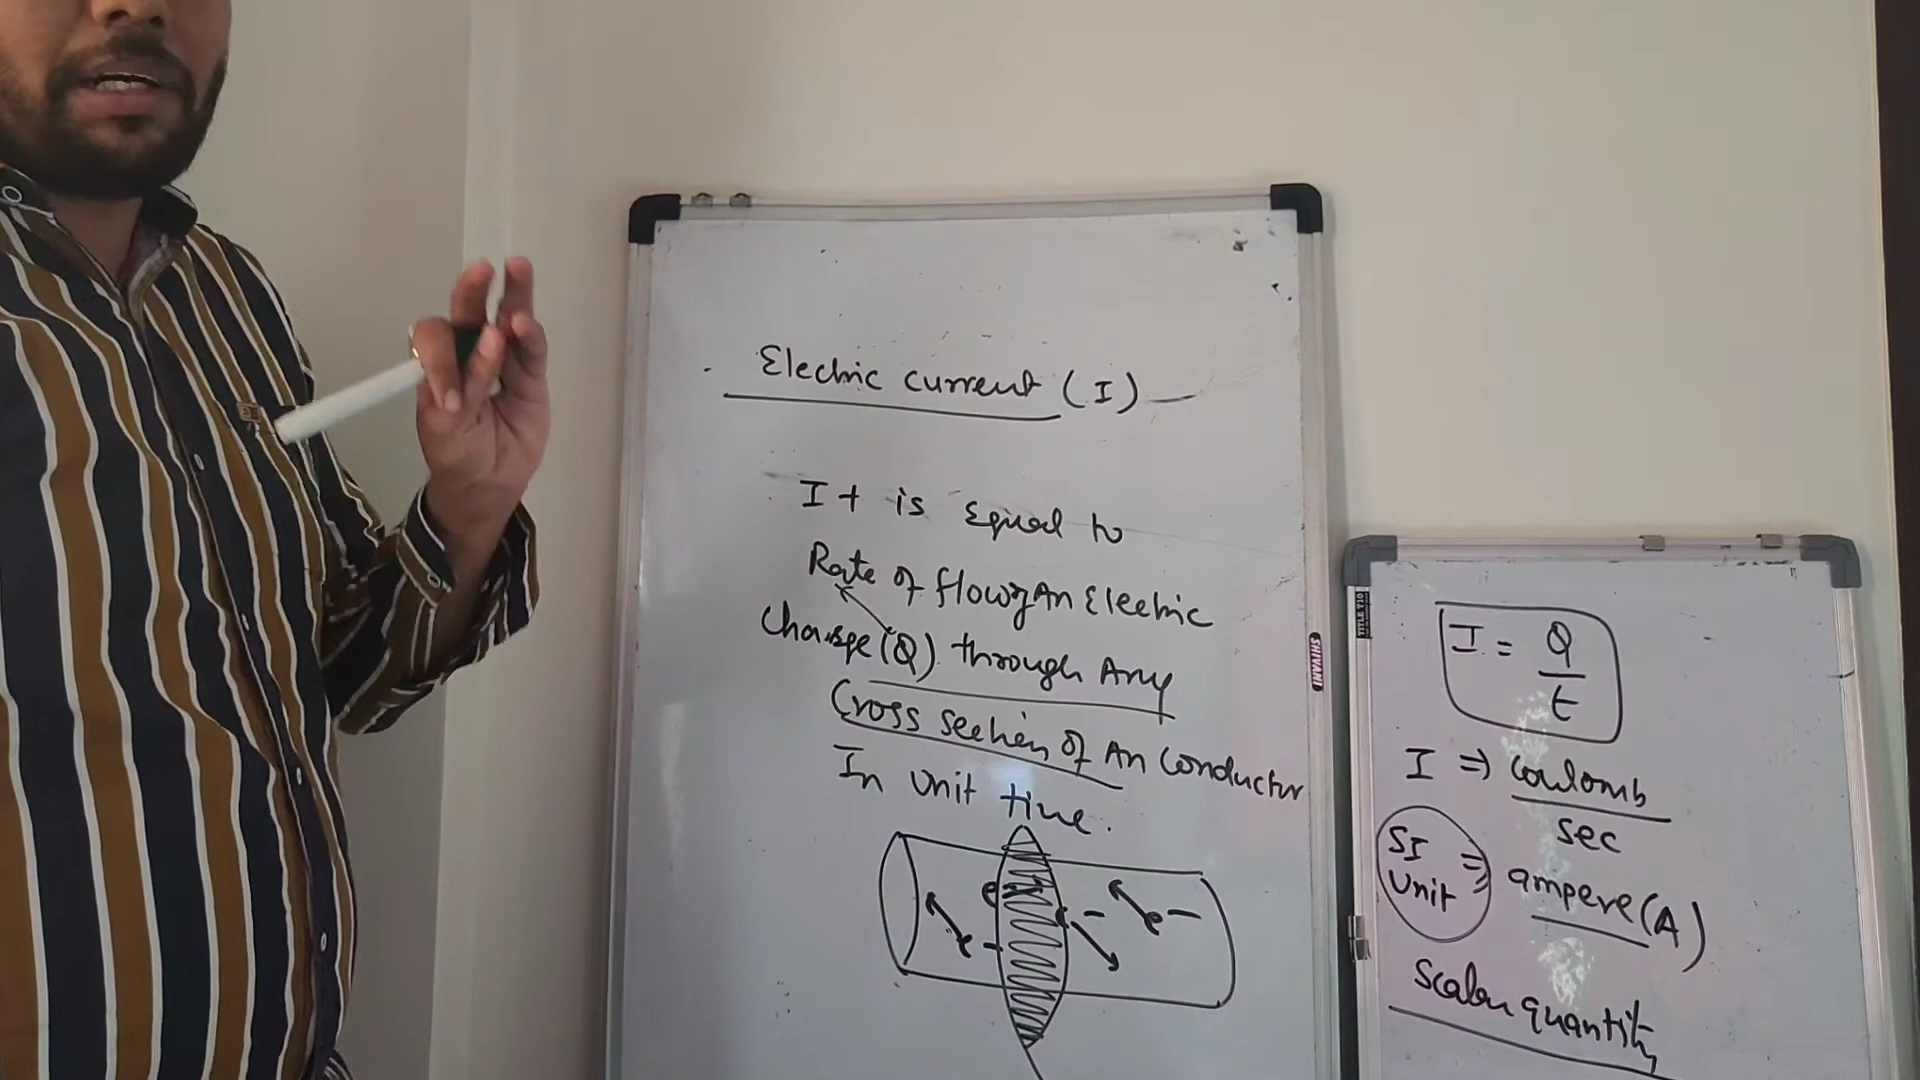 Electric current (I)
It is Equal to
Rate of flow of An Electric
Charge (Q) through Any
Cross section of An Conductor
In Unit time.
e
e -
e -
e -
SHIVANI
I = Q
t
I ⇒ coulomb
sec
SI
Unit ⇒ ampere (A)
Scalar quantity